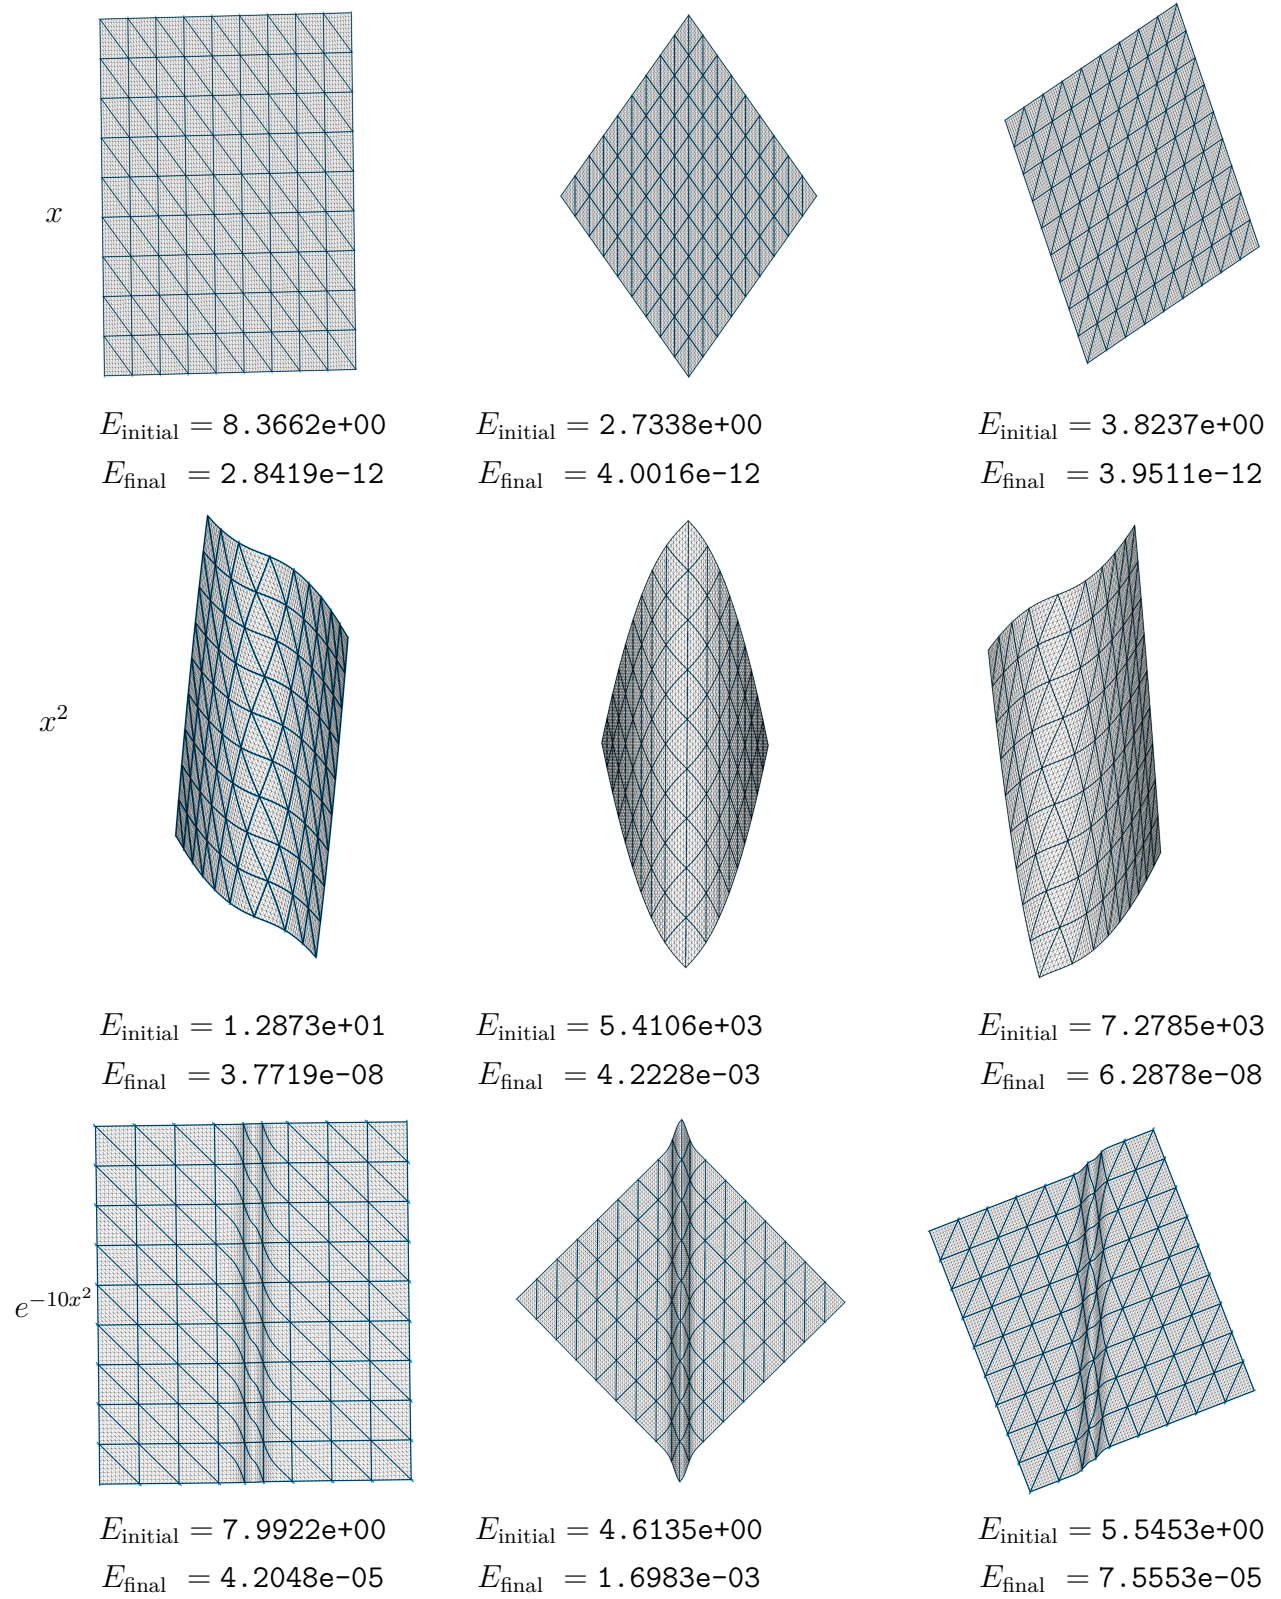 x
E_initial = 8.3662e+00 E_initial = 2.7338e+00 E_initial = 3.8237e+00
E_final = 2.8419e-12 E_final = 4.0016e-12 E_final = 3.9511e-12
x^2
E_initial = 1.2873e+01 E_initial = 5.4106e+03 E_initial = 7.2785e+03
E_final = 3.7719e-08 E_final = 4.2228e-03 E_final = 6.2878e-08
e^{-10x^2}
E_initial = 7.9922e+00 E_initial = 4.6135e+00 E_initial = 5.5453e+00
E_final = 4.2048e-05 E_final = 1.6983e-03 E_final = 7.5553e-05